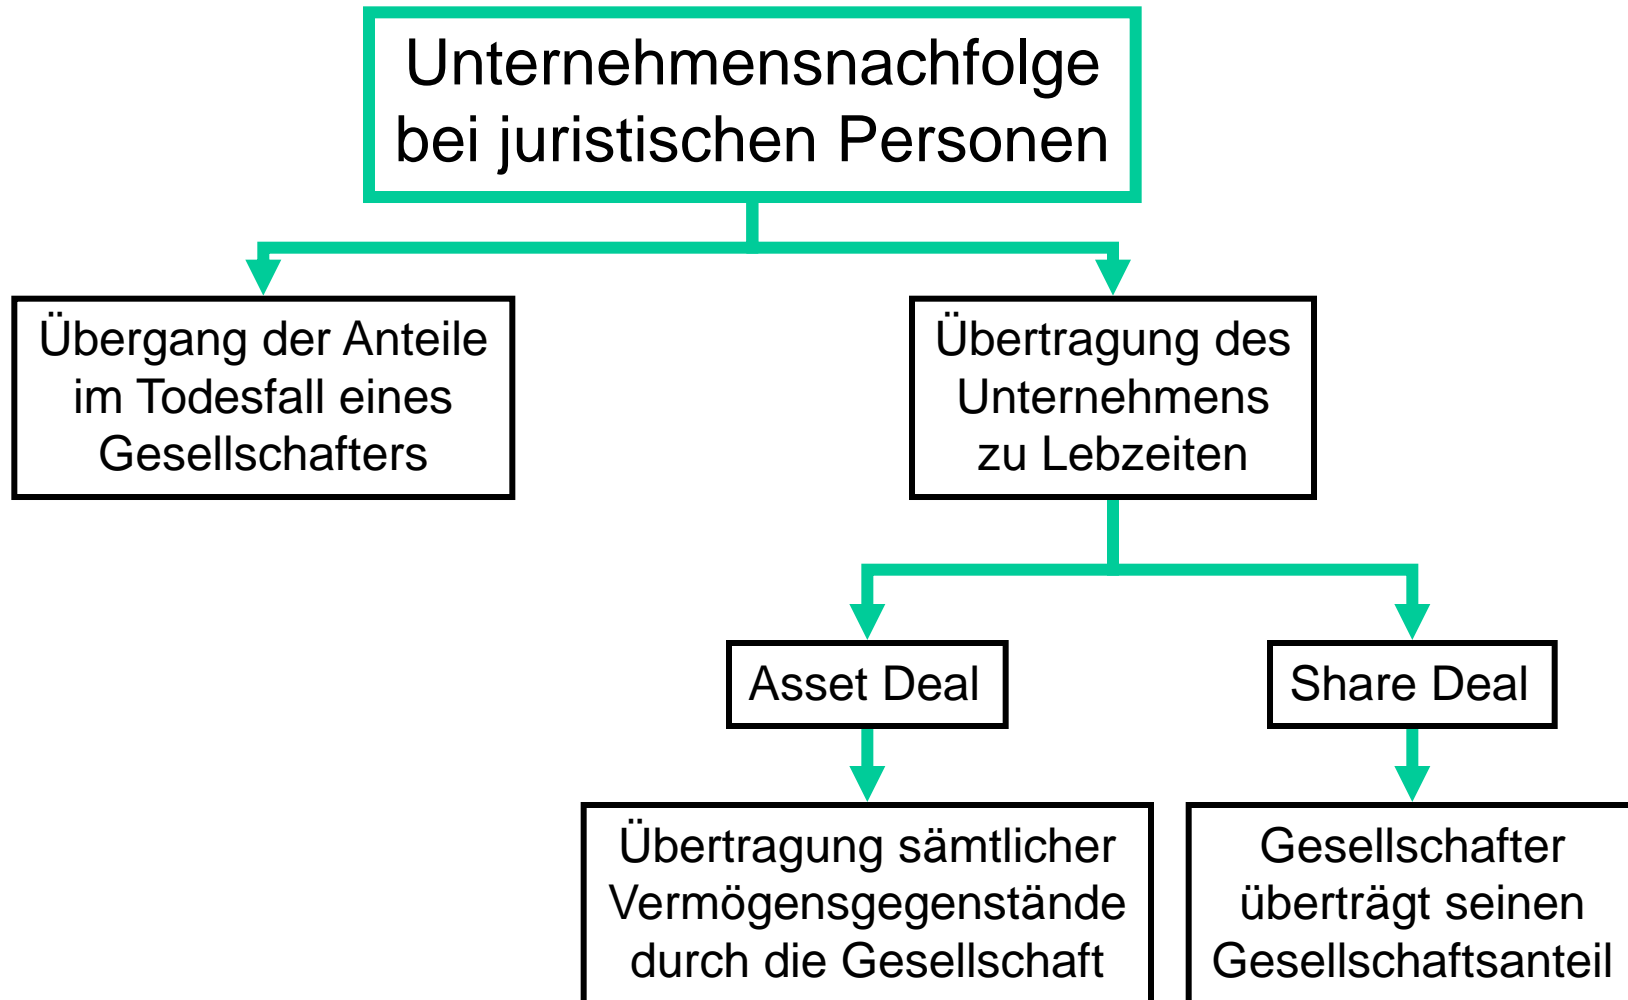 Unternehmensnachfolge
bei juristischen Personen
Übergang der Anteile
im Todesfall eines
Gesellschafters
Übertragung des
Unternehmens
zu Lebzeiten
Asset Deal
Share Deal
Übertragung sämtlicher
Vermögensgegenstände
durch die Gesellschaft
Gesellschafter
überträgt seinen
Gesellschaftsanteil